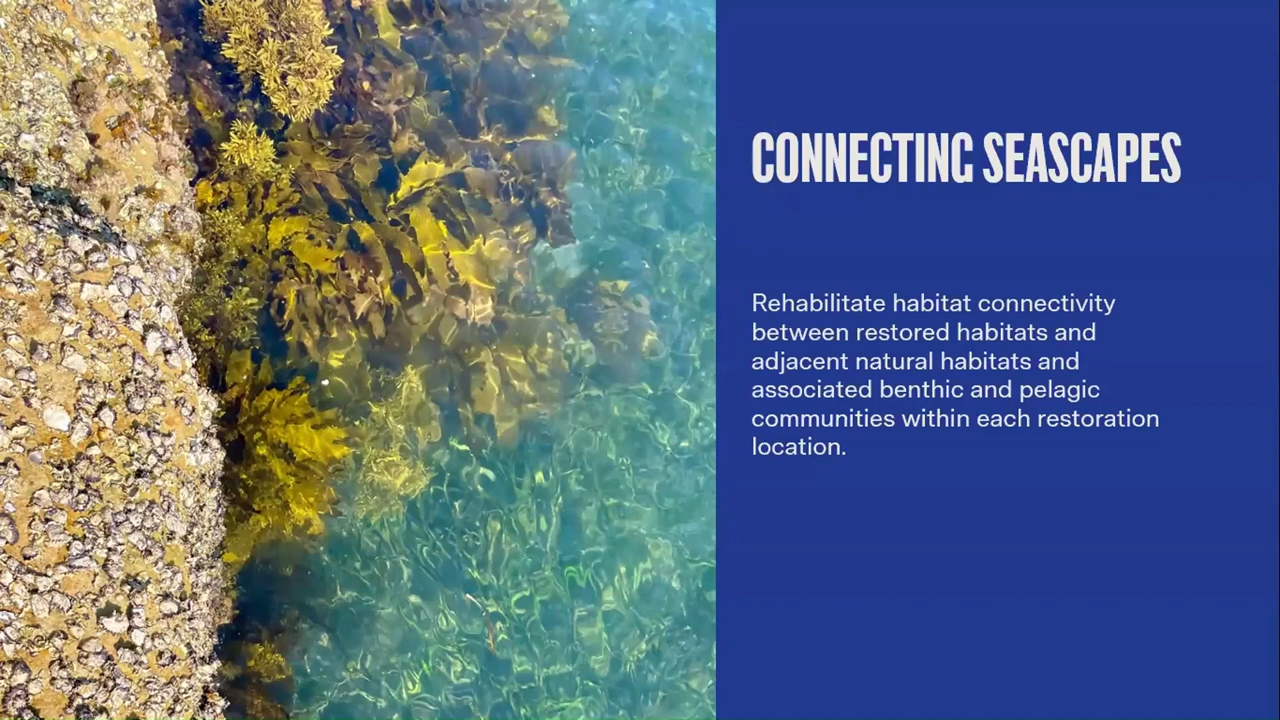 CONNECTING SEASCAPES
Rehabilitate habitat connectivity
between restored habitats and
adjacent natural habitats and
associated benthic and pelagic
communities within each restoration
location.